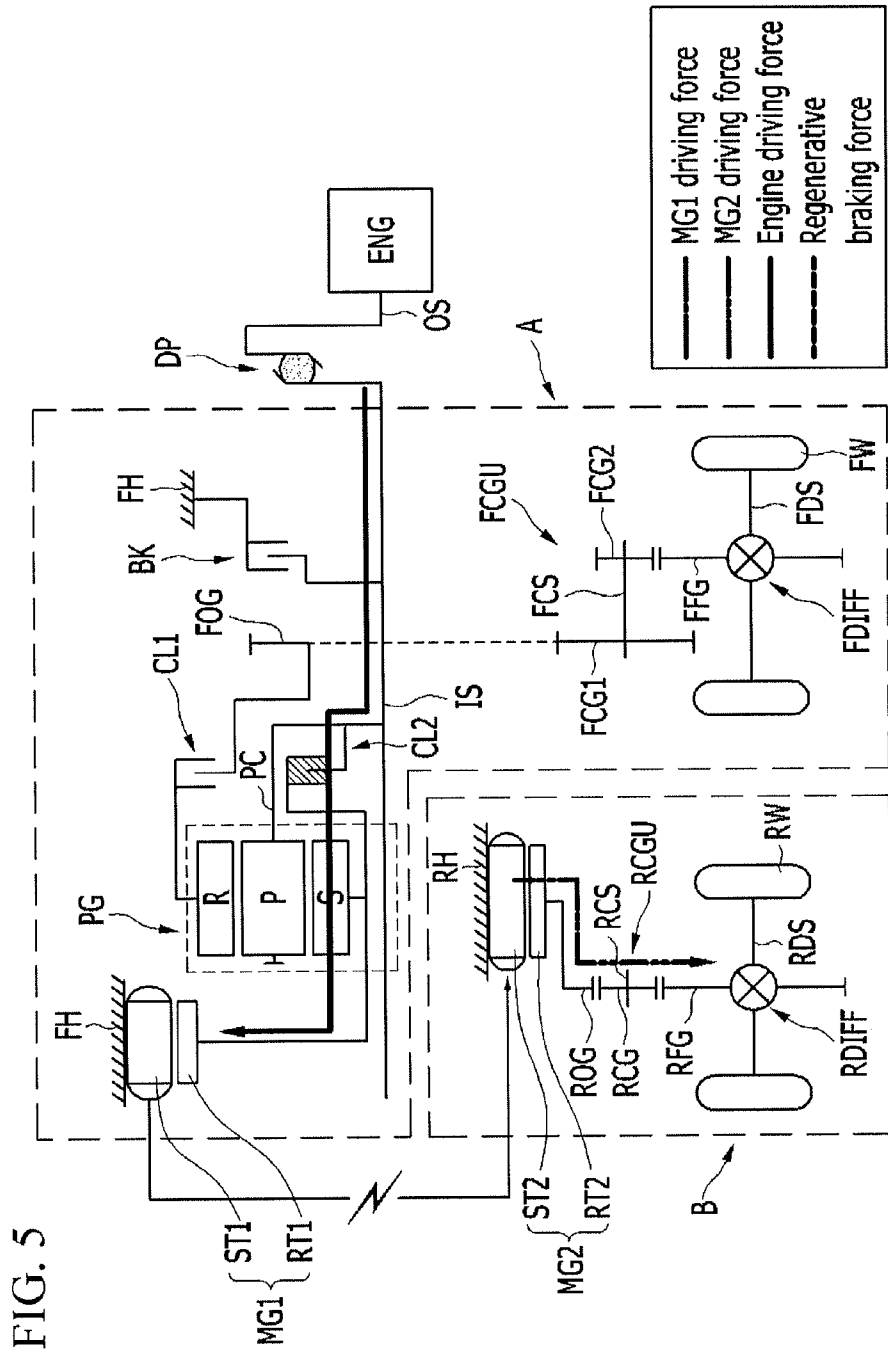 FIG. 5
MG1
ST1
RT1
FH
PG
R
P
S
PC
CL1
CL2
IS
FOG
BK
FH
DP
OS
ENG
A
FCGU
FCG1
FCS
FCG2
FFG
FDIFF
FDS
FW
B
MG2
ST2
RT2
RH
ROG
RCG
RCS
RCGU
RFG
RDIFF
RDS
RW
MG1 driving force
MG2 driving force
Engine driving force
Regenerative
braking force